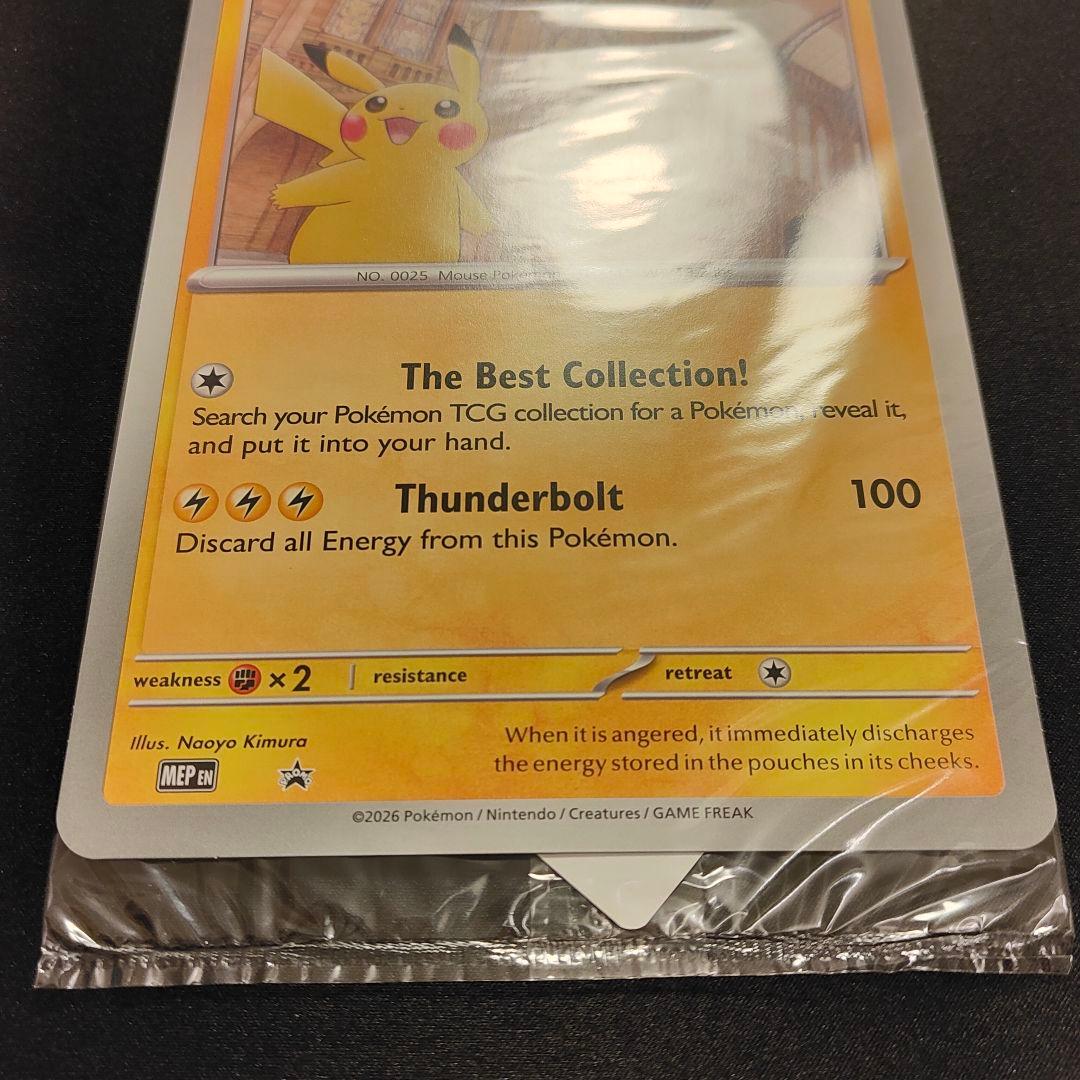 NO. 0025 Mouse Pokémon
The Best Collection!
Search your Pokémon TCG collection for a Pokémon, reveal it,
and put it into your hand.
Thunderbolt 100
Discard all Energy from this Pokémon.
weakness ×2 resistance retreat
Illus. Naoyo Kimura
When it is angered, it immediately discharges
the energy stored in the pouches in its cheeks.
MEP EN PROMO
©2026 Pokémon / Nintendo / Creatures / GAME FREAK